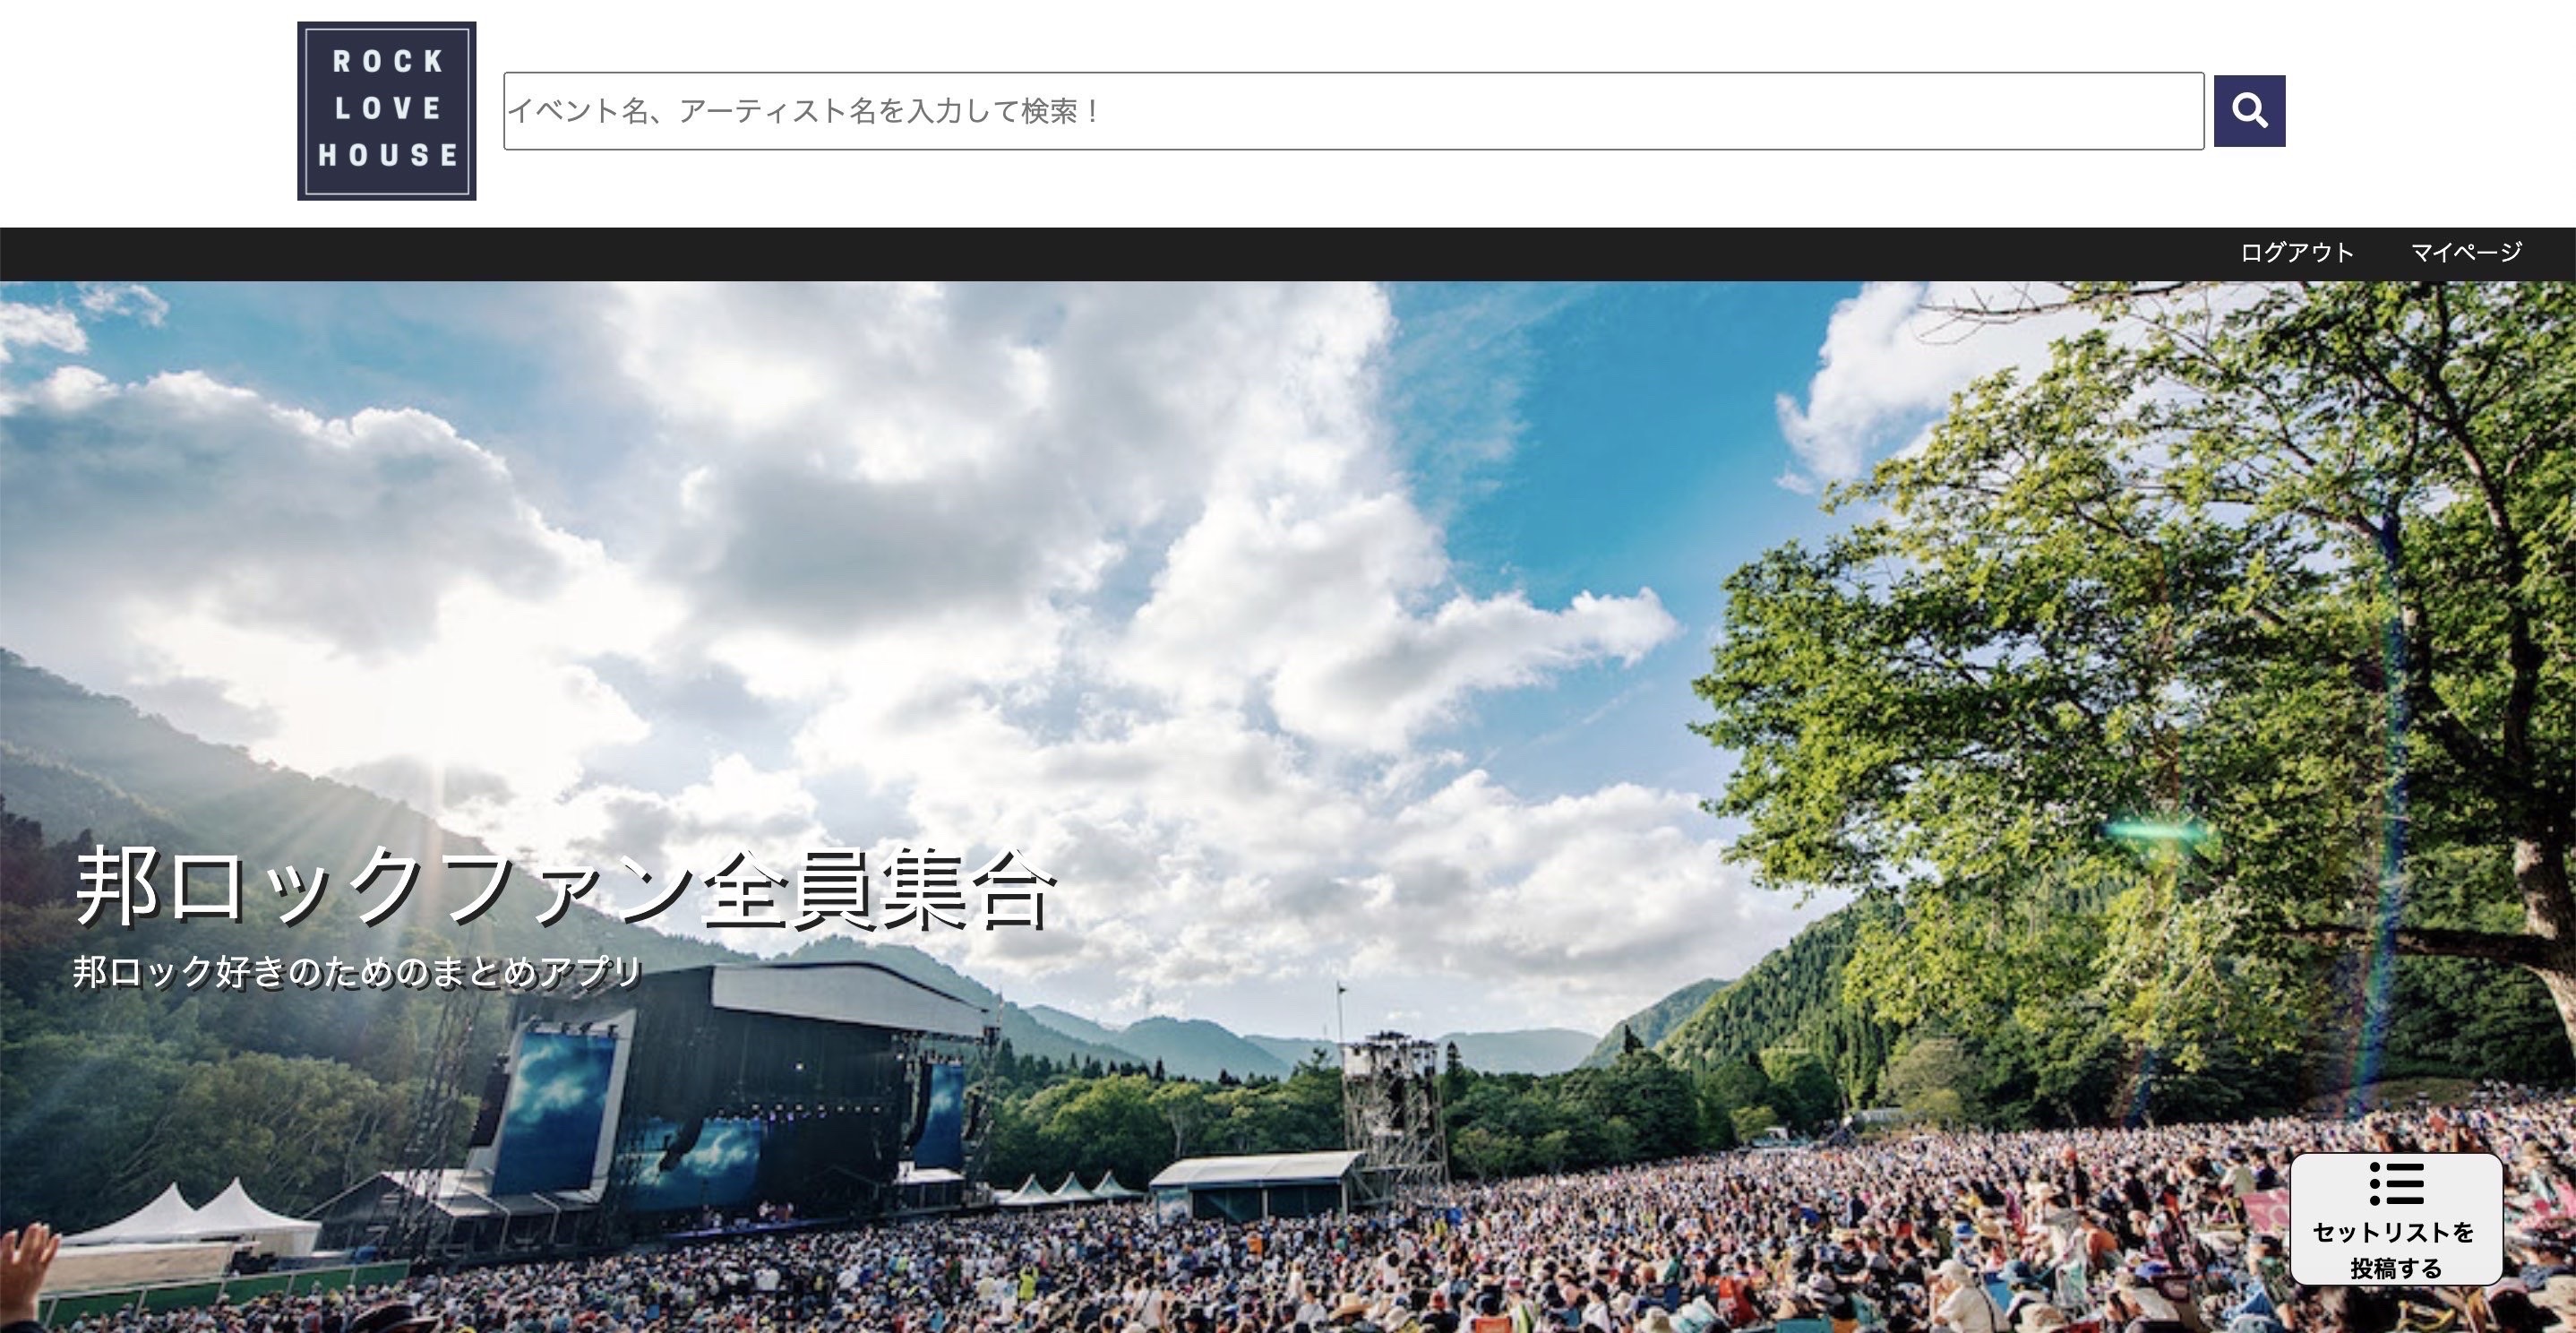 ROCK
LOVE
HOUSE
イベント名、アーティスト名を入力して検索！
ログアウト マイページ
邦ロックファン全員集合
邦ロック好きのためのまとめアプリ
セットリストを
投稿する